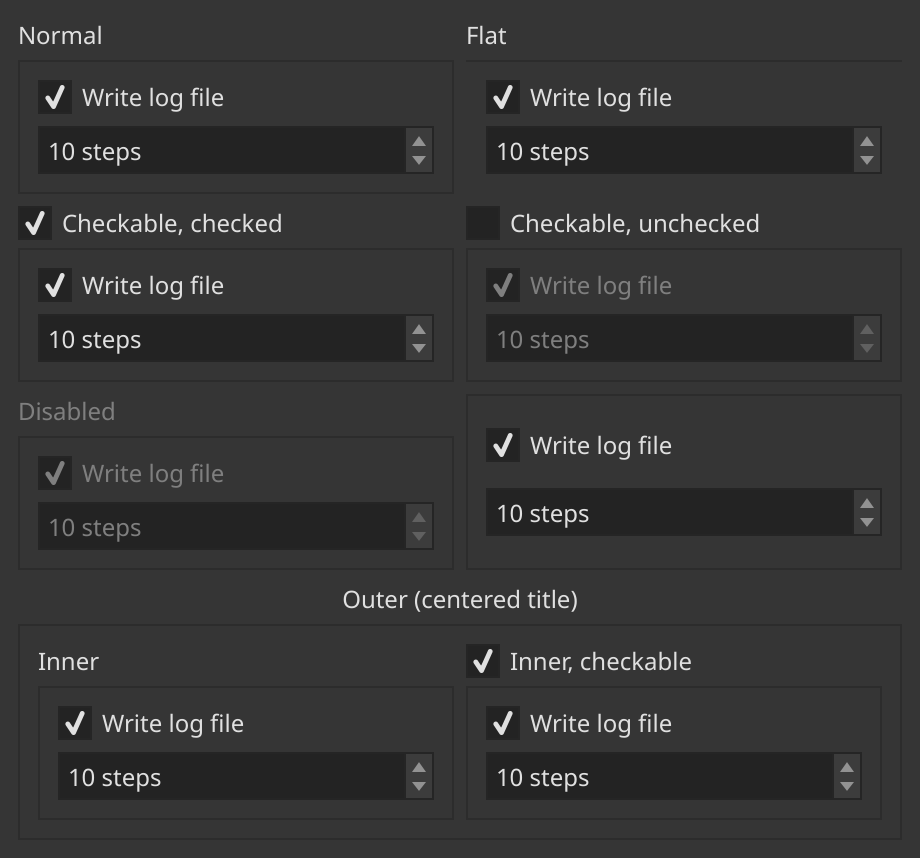 Normal
Write log file
10 steps
Flat
Write log file
10 steps
Checkable, checked
Write log file
10 steps
Checkable, unchecked
Write log file
10 steps
Disabled
Write log file
10 steps
Write log file
10 steps
Outer (centered title)
Inner
Write log file
10 steps
Inner, checkable
Write log file
10 steps